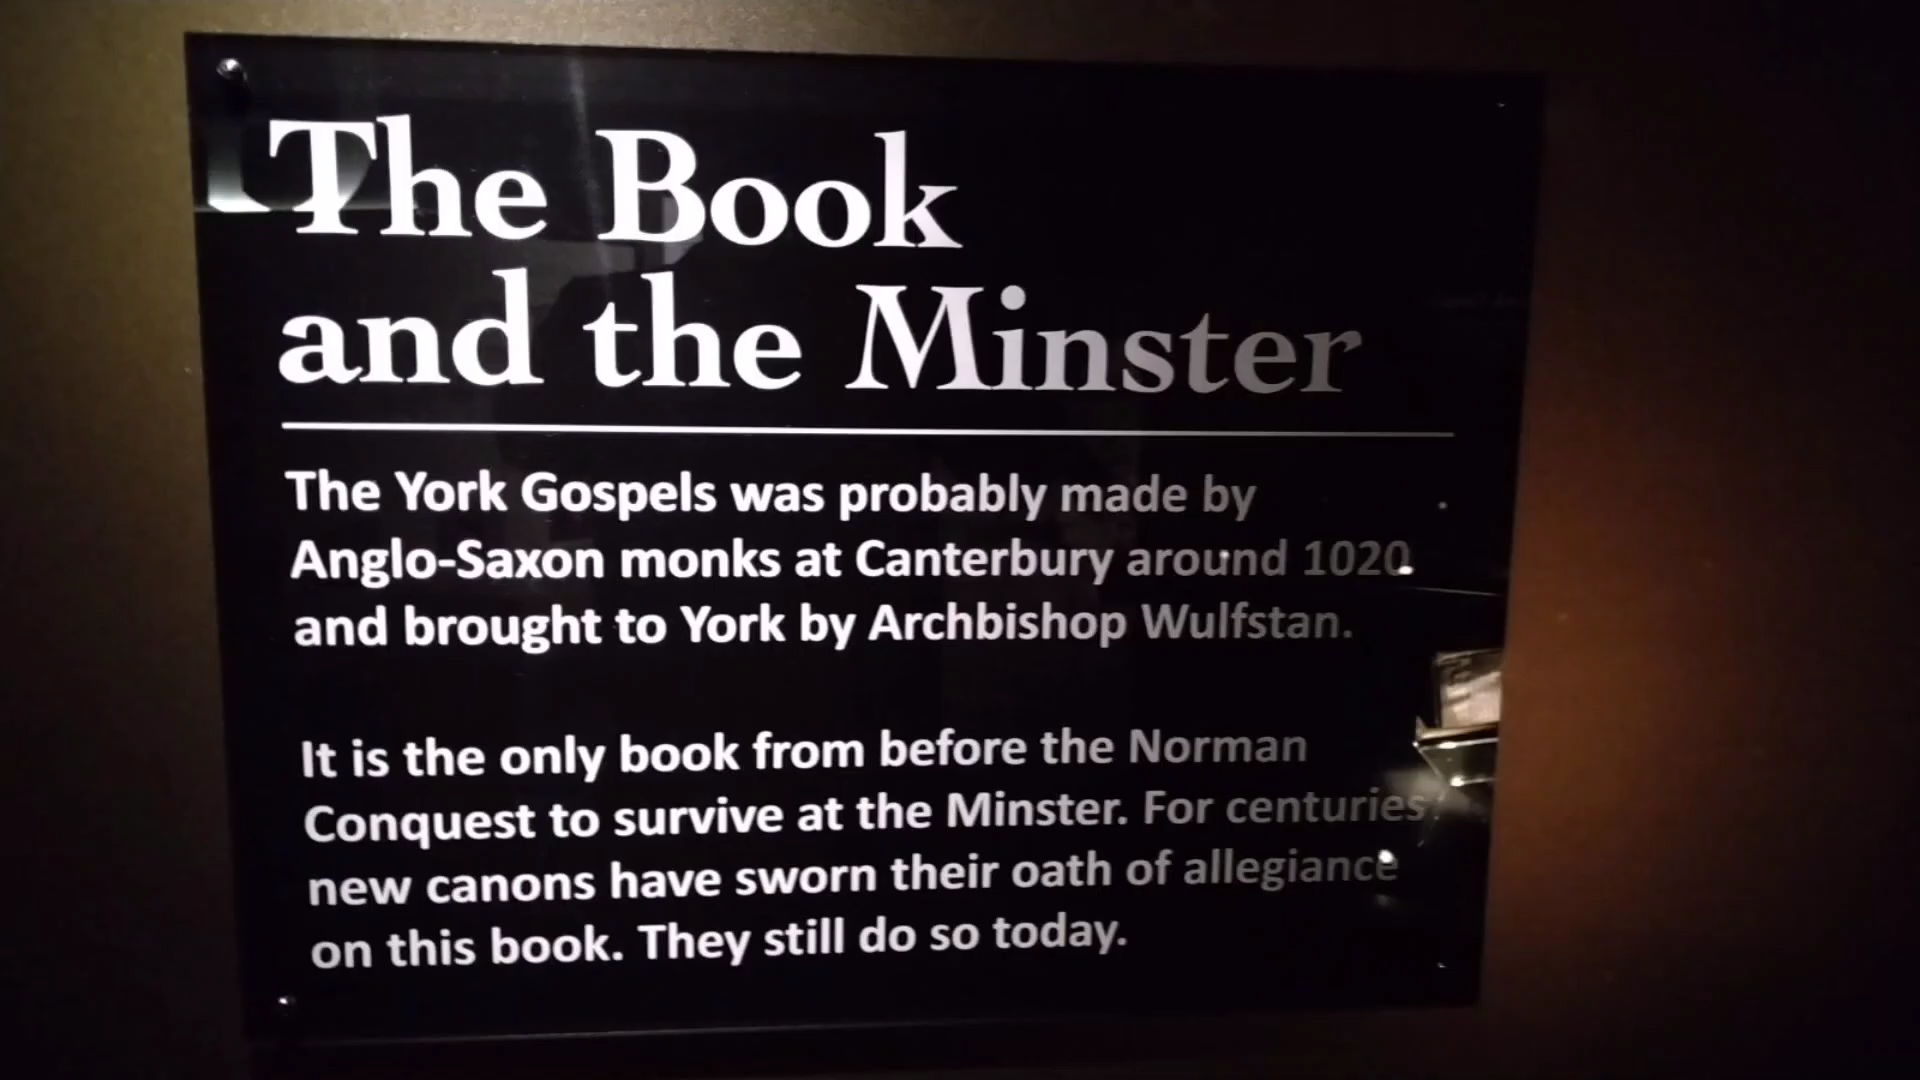 The Book
and the Minster
The York Gospels was probably made by
Anglo-Saxon monks at Canterbury around 1020
and brought to York by Archbishop Wulfstan.
It is the only book from before the Norman
Conquest to survive at the Minster. For centuries
new canons have sworn their oath of allegiance
on this book. They still do so today.